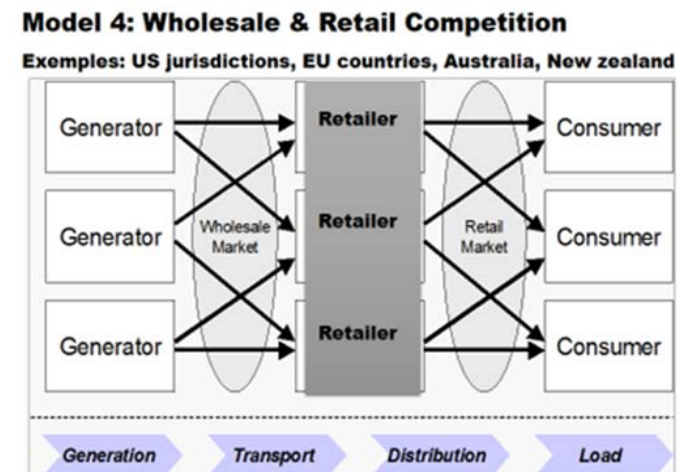 Model 4: Wholesale & Retail Competition
Exemples: US jurisdictions, EU countries, Australia, New zealand
Generator
Retailer
Consumer
Generator
Wholesale
Market
Retailer
Retail
Market
Consumer
Generator
Retailer
Consumer
Generation
Transport
Distribution
Load